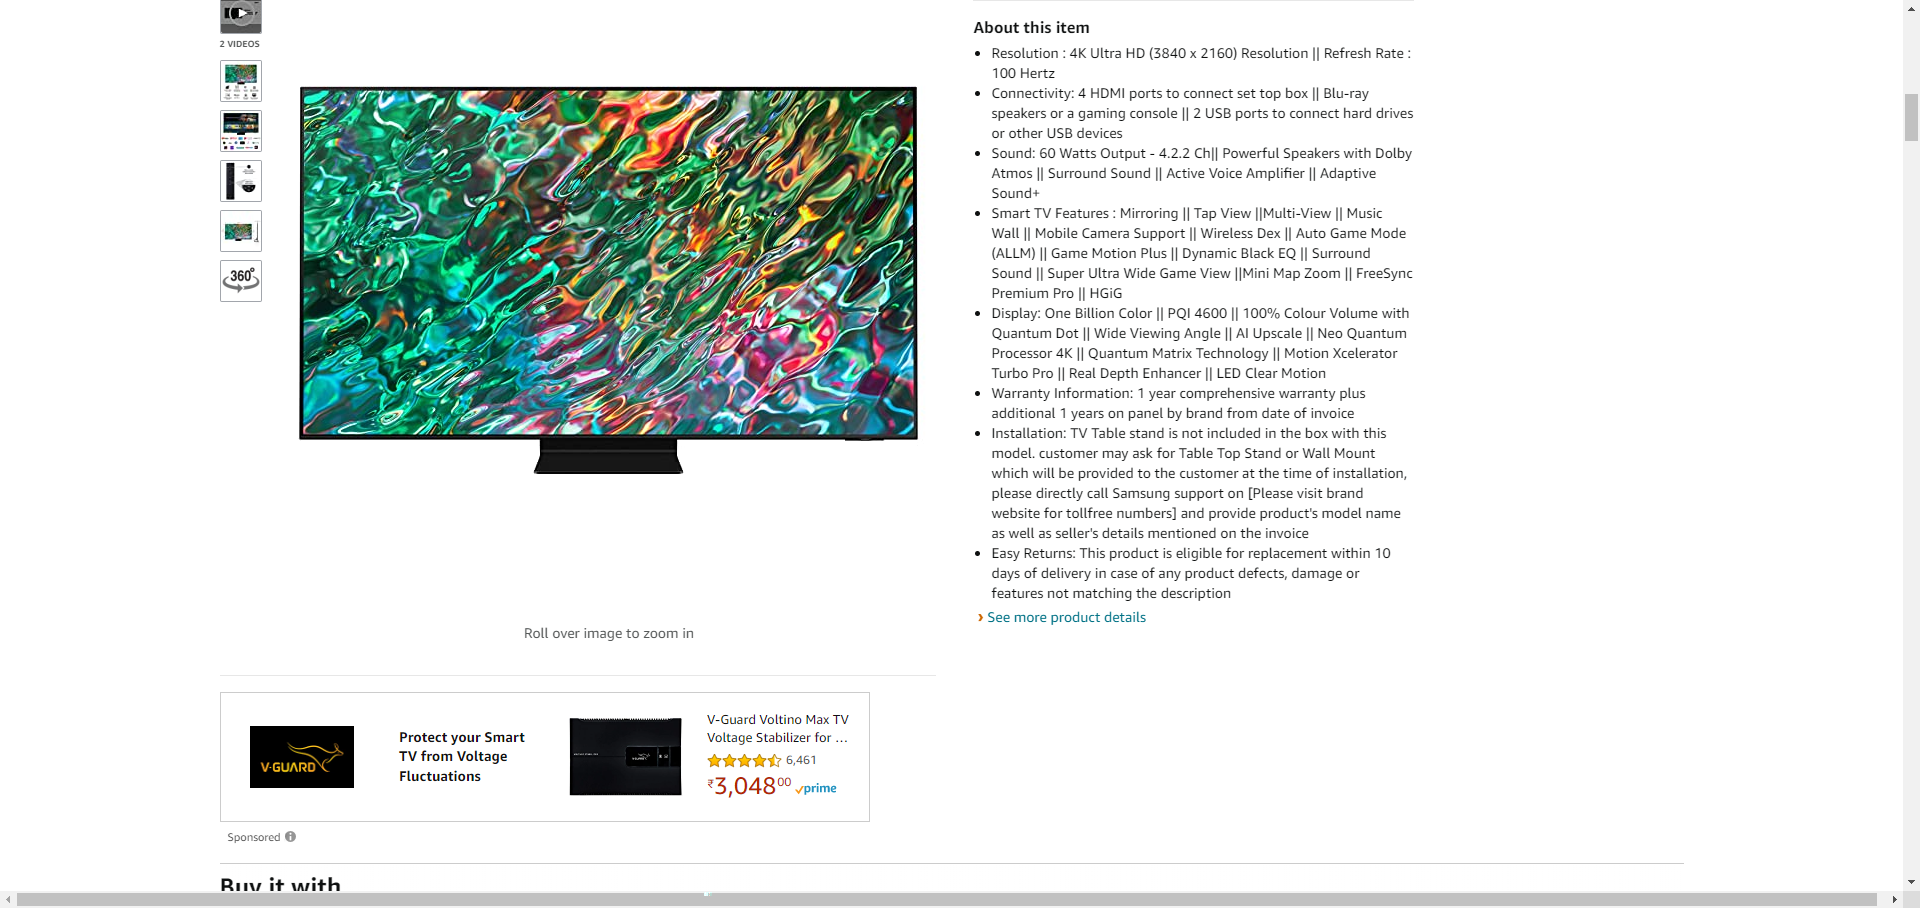 2 VIDEOS
360°
Roll over image to zoom in
About this item
Resolution : 4K Ultra HD (3840 x 2160) Resolution || Refresh Rate :
100 Hertz
Connectivity: 4 HDMI ports to connect set top box || Blu-ray
speakers or a gaming console || 2 USB ports to connect hard drives
or other USB devices
Sound: 60 Watts Output - 4.2.2 Ch|| Powerful Speakers with Dolby
Atmos || Surround Sound || Active Voice Amplifier || Adaptive
Sound+
Smart TV Features : Mirroring || Tap View ||Multi-View || Music
Wall || Mobile Camera Support || Wireless Dex || Auto Game Mode
(ALLM) || Game Motion Plus || Dynamic Black EQ || Surround
Sound || Super Ultra Wide Game View ||Mini Map Zoom || FreeSync
Premium Pro || HGiG
Display: One Billion Color || PQI 4600 || 100% Colour Volume with
Quantum Dot || Wide Viewing Angle || AI Upscale || Neo Quantum
Processor 4K || Quantum Matrix Technology || Motion Xcelerator
Turbo Pro || Real Depth Enhancer || LED Clear Motion
Warranty Information: 1 year comprehensive warranty plus
additional 1 years on panel by brand from date of invoice
Installation: TV Table stand is not included in the box with this
model. customer may ask for Table Top Stand or Wall Mount
which will be provided to the customer at the time of installation,
please directly call Samsung support on [Please visit brand
website for tollfree numbers] and provide product's model name
as well as seller's details mentioned on the invoice
Easy Returns: This product is eligible for replacement within 10
days of delivery in case of any product defects, damage or
features not matching the description
› See more product details
V-GUARD
Protect your Smart
TV from Voltage
Fluctuations
V-Guard Voltino Max TV
Voltage Stabilizer for ...
6,461
₹3,04800 prime
Sponsored
Buy it with